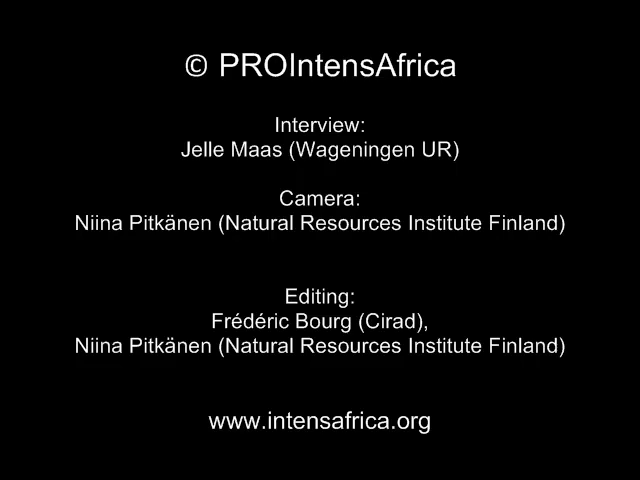 © PROIntensAfrica
Interview:
Jelle Maas (Wageningen UR)
Camera:
Niina Pitkänen (Natural Resources Institute Finland)
Editing:
Frédéric Bourg (Cirad),
Niina Pitkänen (Natural Resources Institute Finland)
www.intensafrica.org